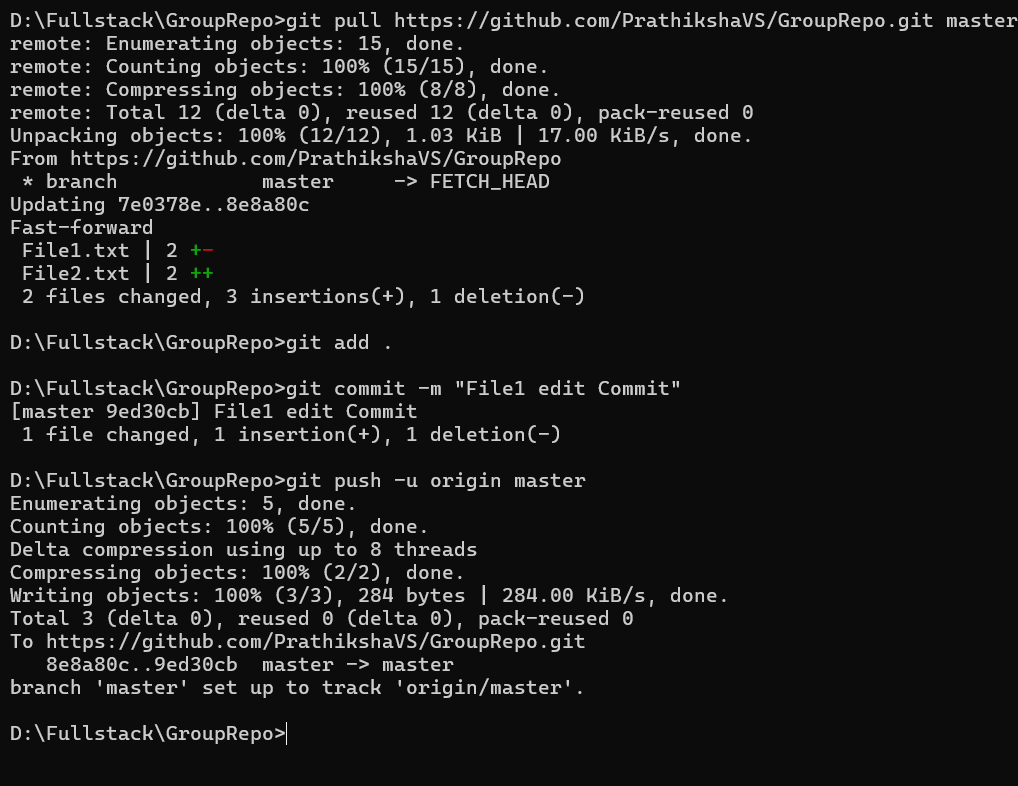 D:\Fullstack\GroupRepo>git pull https://github.com/PrathikshaVS/GroupRepo.git master
remote: Enumerating objects: 15, done.
remote: Counting objects: 100% (15/15), done.
remote: Compressing objects: 100% (8/8), done.
remote: Total 12 (delta 0), reused 12 (delta 0), pack-reused 0
Unpacking objects: 100% (12/12), 1.03 KiB | 17.00 KiB/s, done.
From https://github.com/PrathikshaVS/GroupRepo
 * branch            master     -> FETCH_HEAD
Updating 7e0378e..8e8a80c
Fast-forward
 File1.txt | 2 +-
 File2.txt | 2 ++
 2 files changed, 3 insertions(+), 1 deletion(-)
D:\Fullstack\GroupRepo>git add .
D:\Fullstack\GroupRepo>git commit -m "File1 edit Commit"
[master 9ed30cb] File1 edit Commit
 1 file changed, 1 insertion(+), 1 deletion(-)
D:\Fullstack\GroupRepo>git push -u origin master
Enumerating objects: 5, done.
Counting objects: 100% (5/5), done.
Delta compression using up to 8 threads
Compressing objects: 100% (2/2), done.
Writing objects: 100% (3/3), 284 bytes | 284.00 KiB/s, done.
Total 3 (delta 0), reused 0 (delta 0), pack-reused 0
To https://github.com/PrathikshaVS/GroupRepo.git
   8e8a80c..9ed30cb  master -> master
branch 'master' set up to track 'origin/master'.
D:\Fullstack\GroupRepo>